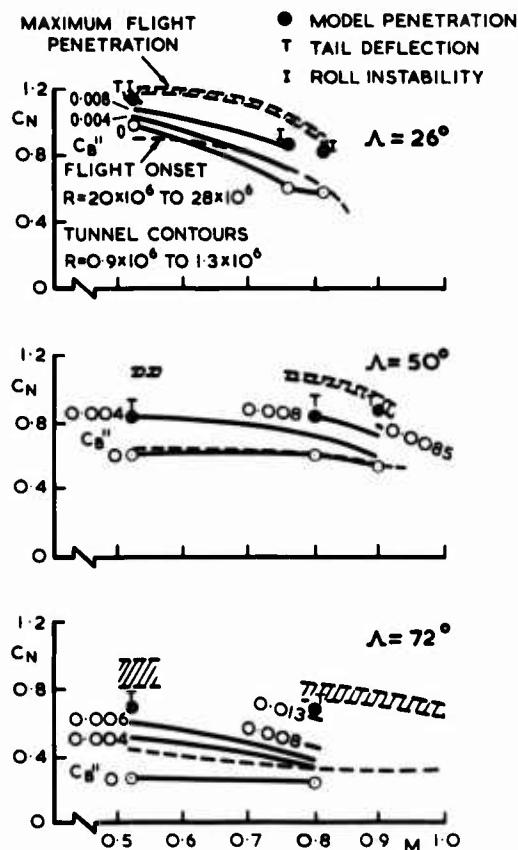 MAXIMUM FLIGHT
PENETRATION
● MODEL PENETRATION
T TAIL DEFLECTION
I ROLL INSTABILITY
1·2
CN
0·8
0·4
0
0·008
0·004
0
CB"
T I
I
I
Λ = 26°
FLIGHT ONSET
R=20×10⁶ TO 28×10⁶
TUNNEL CONTOURS
R=0·9×10⁶ TO 1·3×10⁶
1·2
CN
0·8
0·4
0
0·004
CB" 0
T
0·008
T
0·0085
Λ = 50°
1·2
CN
0·8
0·4
0
0·006
0·004
CB" 0
T
0·013
0·008
Λ = 72°
0·5 0·6 0·7 0·8 0·9 M 1·0